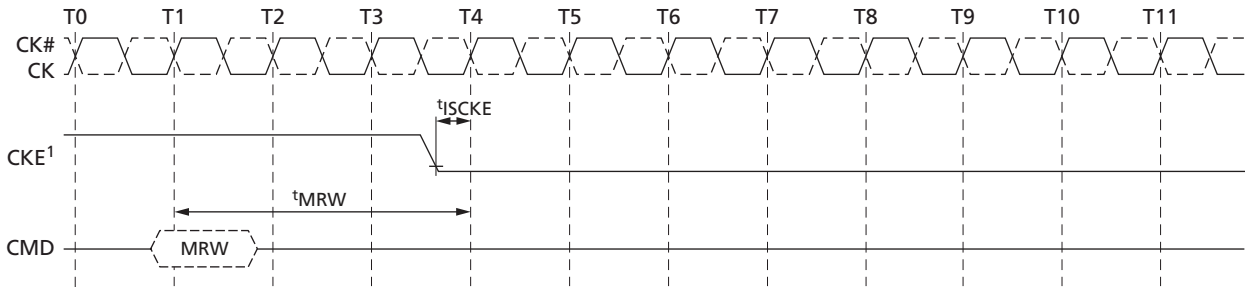 T0 T1 T2 T3 T4 T5 T6 T7 T8 T9 T10 T11
CK#
CK
tISCKE
CKE1
tMRW
CMD MRW